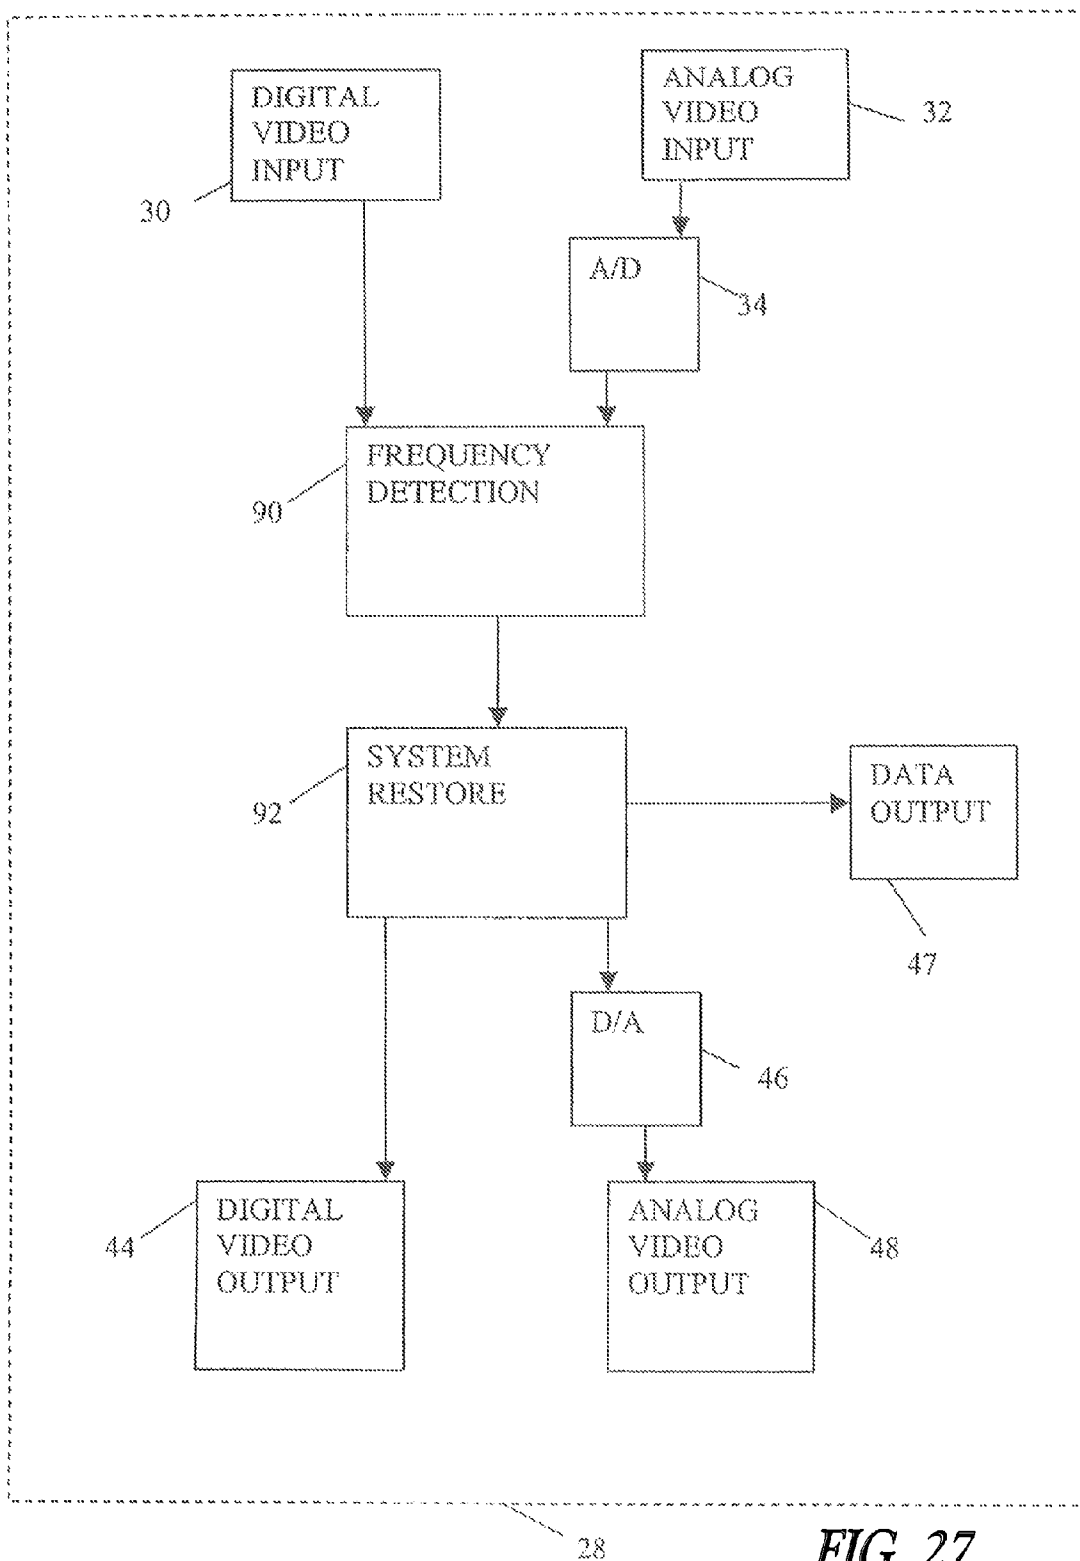 DIGITAL
VIDEO
INPUT
30
ANALOG
VIDEO
INPUT
32
A/D
34
FREQUENCY
DETECTION
90
SYSTEM
RESTORE
92
DATA
OUTPUT
47
D/A
46
DIGITAL
VIDEO
OUTPUT
44
ANALOG
VIDEO
OUTPUT
48
28
FIG. 27